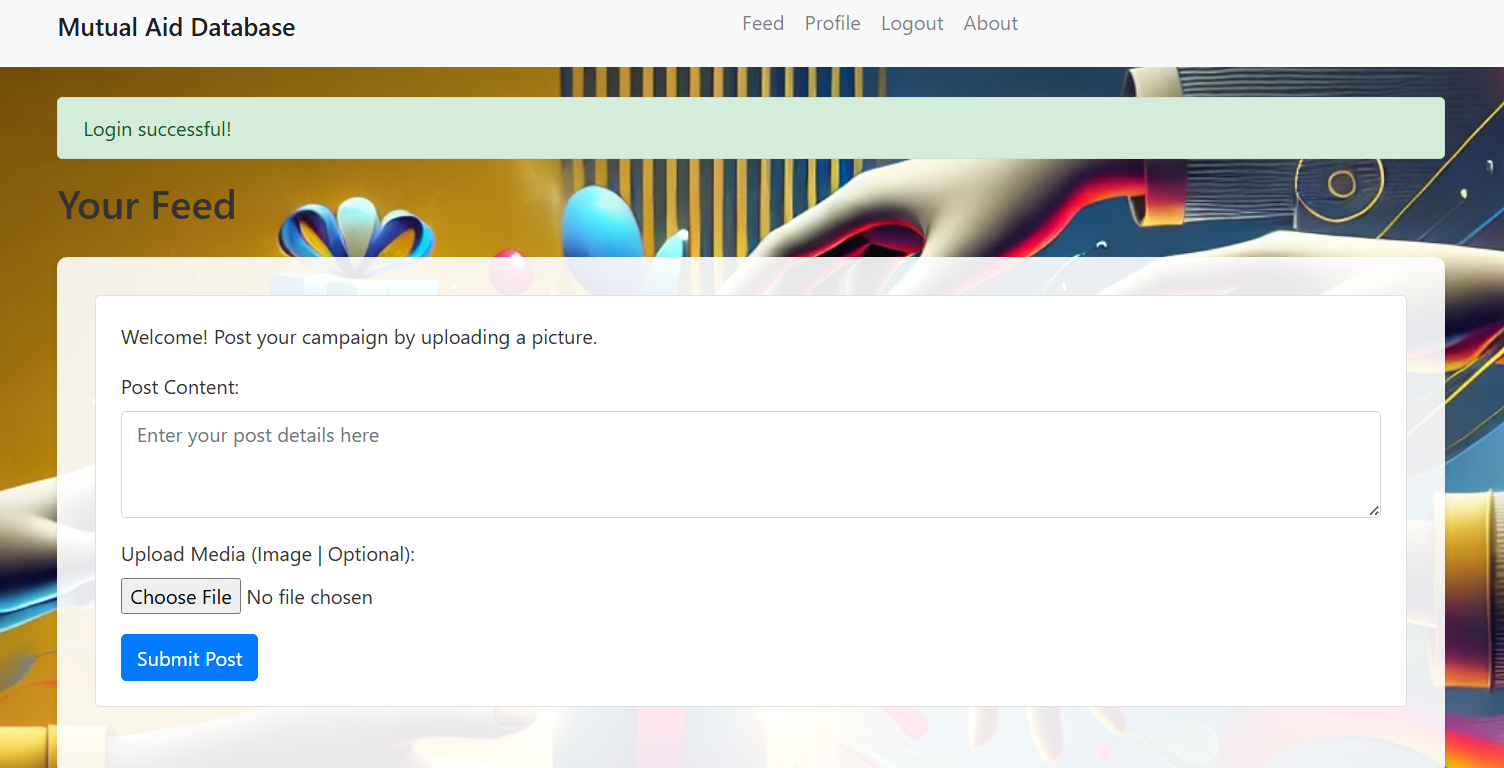 Mutual Aid Database
Feed Profile Logout About
Login successful!
Your Feed
Welcome! Post your campaign by uploading a picture.
Post Content:
Enter your post details here
Upload Media (Image | Optional):
Choose File No file chosen
Submit Post